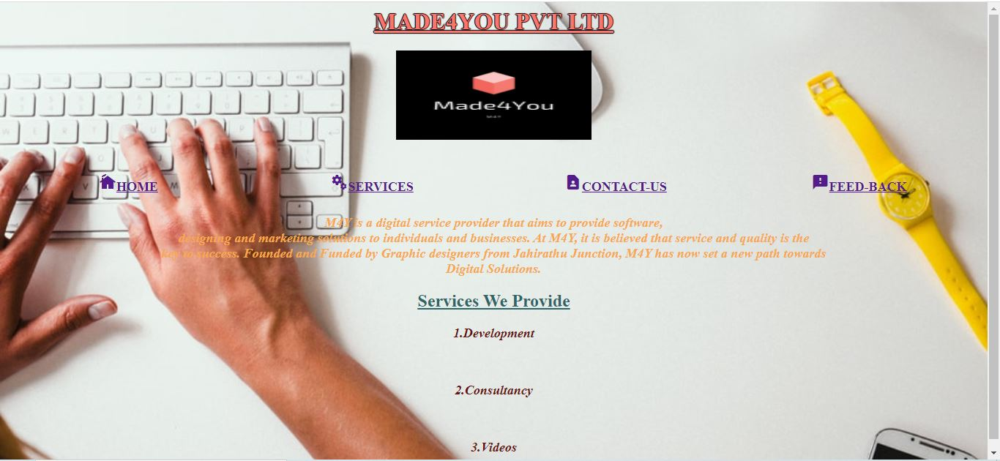 MADE4YOU PVT LTD
Made4You
M4Y
HOME SERVICES CONTACT-US FEED-BACK
M4Y is a digital service provider that aims to provide software,
designing and marketing solutions to individuals and businesses. At M4Y, it is believed that service and quality is the
key to success. Founded and Funded by Graphic designers from Jahirathu Junction, M4Y has now set a new path towards
Digital Solutions.
Services We Provide
1.Development
2.Consultancy
3.Videos